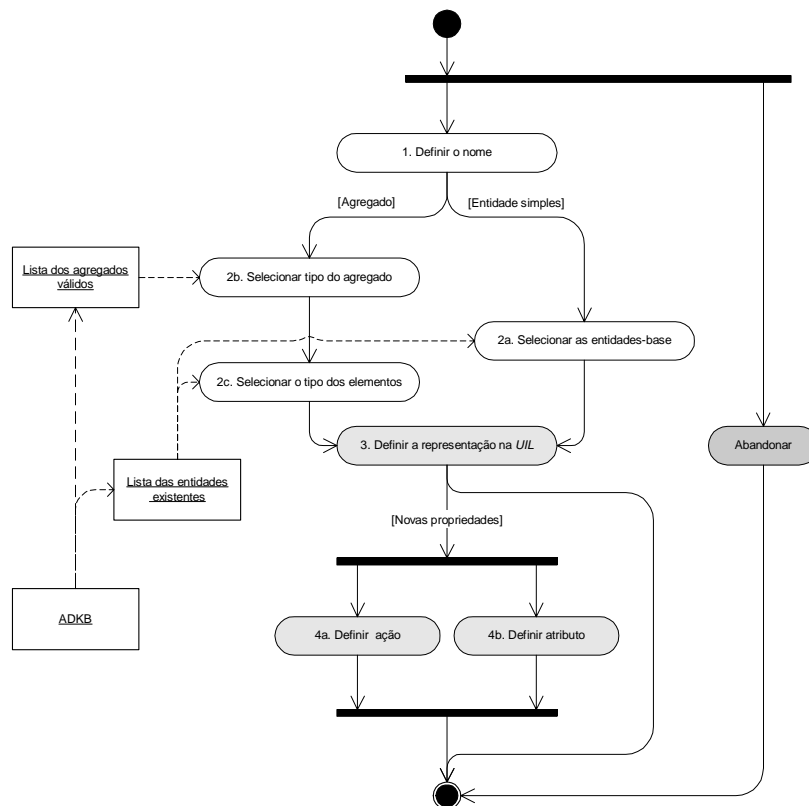 1. Definir o nome
[Agregado]
[Entidade simples]
Lista dos agregados
válidos
2b. Selecionar tipo do agregado
2a. Selecionar as entidades-base
2c. Selecionar o tipo dos elementos
3. Definir a representação na UIL
Abandonar
Lista das entidades
existentes
[Novas propriedades]
ADKB
4a. Definir ação
4b. Definir atributo